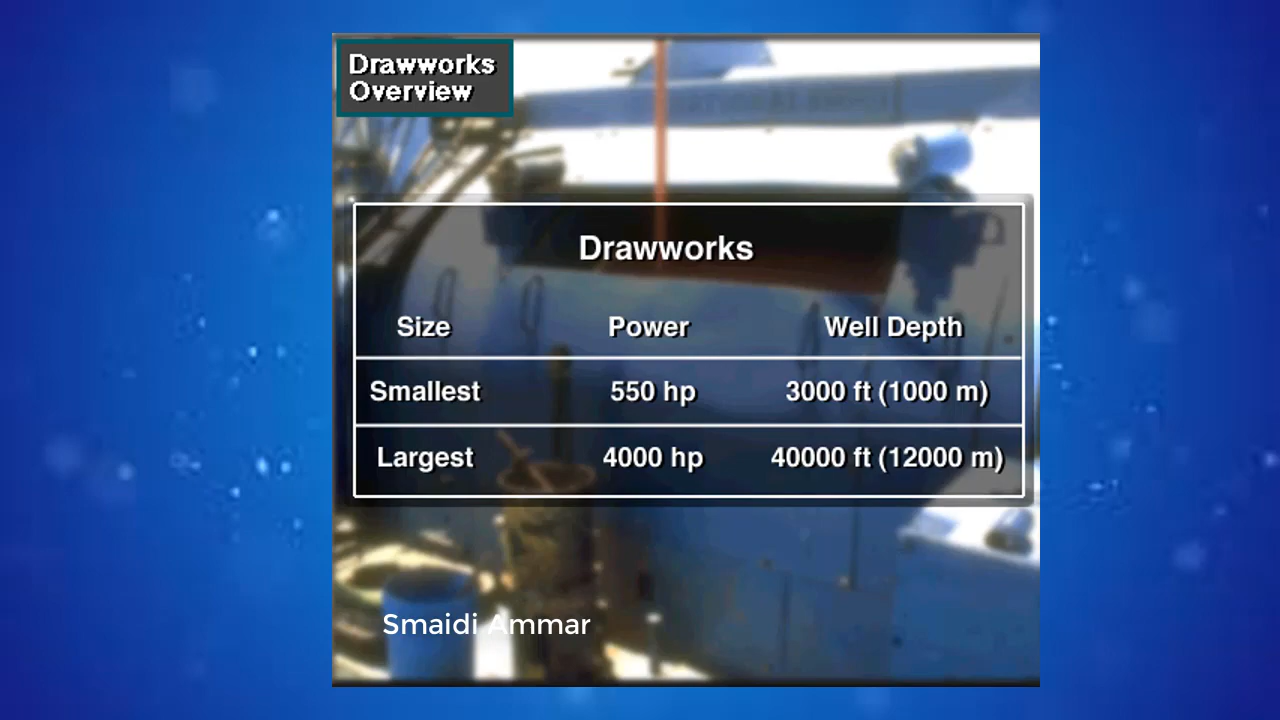 Drawworks
Overview
Drawworks
Size Power Well Depth
Smallest 550 hp 3000 ft (1000 m)
Largest 4000 hp 40000 ft (12000 m)
Smaidi Ammar